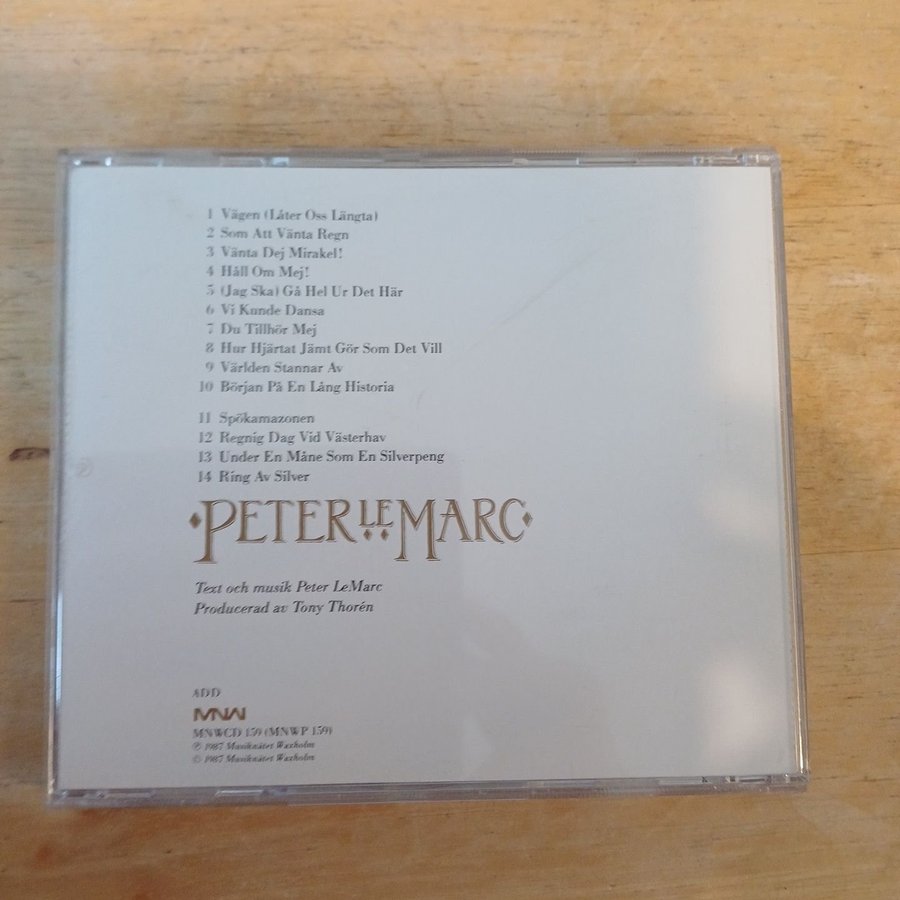 1 Vägen (Låter Oss Längta)
2 Som Att Vänta Regn
3 Vänta Dej Mirakel!
4 Håll Om Mej!
5 (Jag Ska) Gå Hel Ur Det Här
6 Vi Kunde Dansa
7 Du Tillhör Mej
8 Hur Hjärtat Jämt Gör Som Det Vill
9 Världen Stannar Av
10 Början På En Lång Historia
11 Spökamazonen
12 Regnig Dag Vid Västerhav
13 Under En Måne Som En Silverpeng
14 Ring Av Silver
PETER LE MARC
Text och musik Peter LeMarc
Producerad av Tony Thorén
ADD
MNW
MNWCD 159 (MNWP 159)
℗ 1987 Musiknätet Waxholm
© 1987 Musiknätet Waxholm